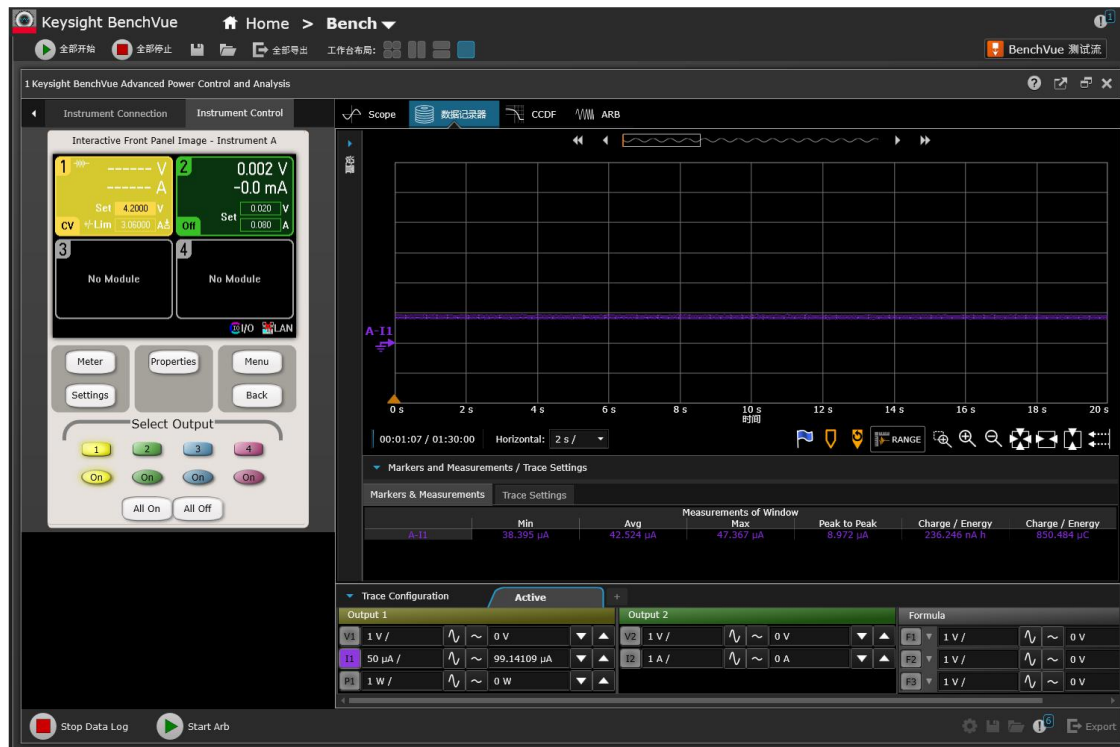 Keysight BenchVue Home > Bench 1
全部开始 全部停止 全部导出 工作台布局: BenchVue 测试流
1 Keysight BenchVue Advanced Power Control and Analysis
Instrument Connection Instrument Control
Scope 数据记录器 CCDF ARB
Interactive Front Panel Image - Instrument A
1 ------ V 2 0.002 V
------ A -0.0 mA
Set 4.2000 V Set 0.020 V
CV +/-Lim 3.06000 A Off 0.080 A
3 4
No Module No Module
I/O LAN
Meter Properties Menu
Settings Back
Select Output
1 2 3 4
On On On On
All On All Off
A-I1
0 s 2 s 4 s 6 s 8 s 10 s 12 s 14 s 16 s 18 s 20 s
时间
00:01:07 / 01:30:00 Horizontal: 2 s / RANGE
Markers and Measurements / Trace Settings
Markers & Measurements Trace Settings
Measurements of Window
Min Avg Max Peak to Peak Charge / Energy Charge / Energy
A-I1 38.395 µA 42.524 µA 47.367 µA 8.972 µA 236.246 nA h 850.484 µC
Trace Configuration Active +
Output 1 Output 2 Formula
V1 1 V / 0 V V2 1 V / 0 V F1 1 V / 0 V
I1 50 µA / 99.14109 µA I2 1 A / 0 A F2 1 V / 0 V
P1 1 W / 0 W F3 1 V / 0 V
Stop Data Log Start Arb 6 Export